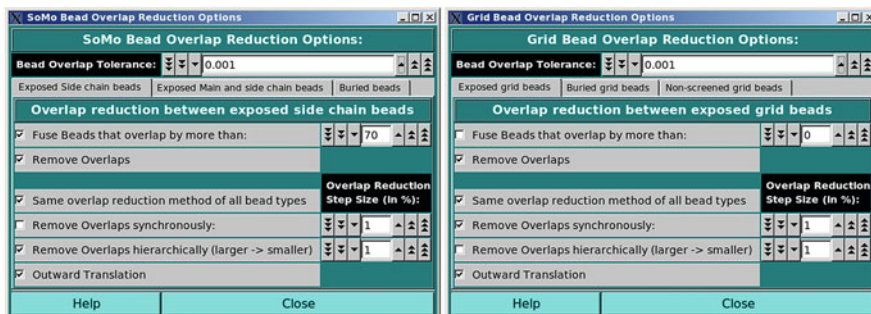 SoMo Bead Overlap Reduction Options
SoMo Bead Overlap Reduction Options:
Bead Overlap Tolerance: 0.001
Exposed Side chain beads Exposed Main and side chain beads Buried beads
Overlap reduction between exposed side chain beads
Fuse Beads that overlap by more than: 70
Remove Overlaps
Overlap Reduction
Same overlap reduction method of all bead types Step Size (in %):
Remove Overlaps synchronously: 1
Remove Overlaps hierarchically (larger -> smaller) 1
Outward Translation
Help Close
Grid Bead Overlap Reduction Options
Grid Bead Overlap Reduction Options:
Bead Overlap Tolerance: 0.001
Exposed grid beads Buried grid beads Non-screened grid beads
Overlap reduction between exposed grid beads
Fuse Beads that overlap by more than: 0
Remove Overlaps
Overlap Reduction
Same overlap reduction method of all bead types Step Size (in %):
Remove Overlaps synchronously: 1
Remove Overlaps hierarchically (larger -> smaller) 1
Outward Translation
Help Close